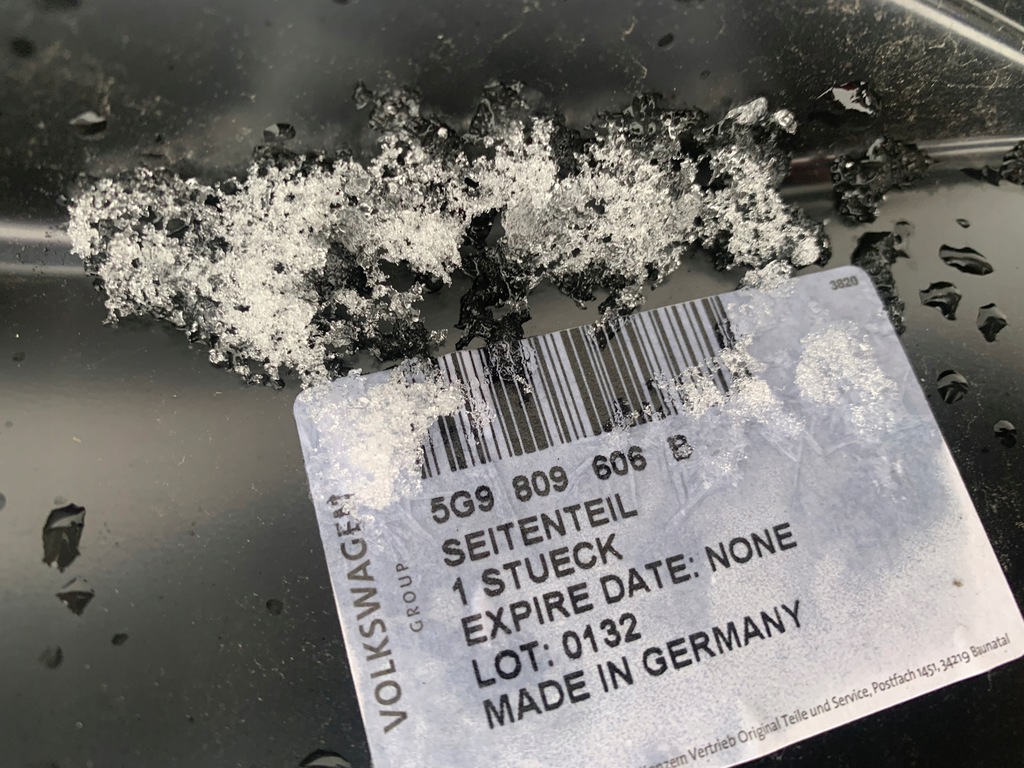 3820
5G9 809 606 B
SEITENTEIL
1 STUECK
EXPIRE DATE: NONE
LOT: 0132
MADE IN GERMANY
VOLKSWAGEN
GROUP
Vertrieb Original Teile und Service, Postfach 1451, 34219 Baunatal